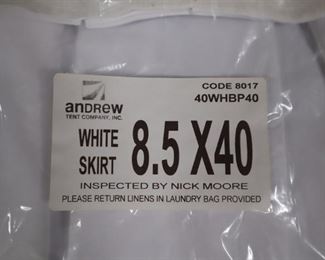 CODE 8017
andrew
TENT COMPANY, INC.
40WHBP40
WHITE
SKIRT
8.5 X40
INSPECTED BY NICK MOORE
PLEASE RETURN LINENS IN LAUNDRY BAG PROVIDED